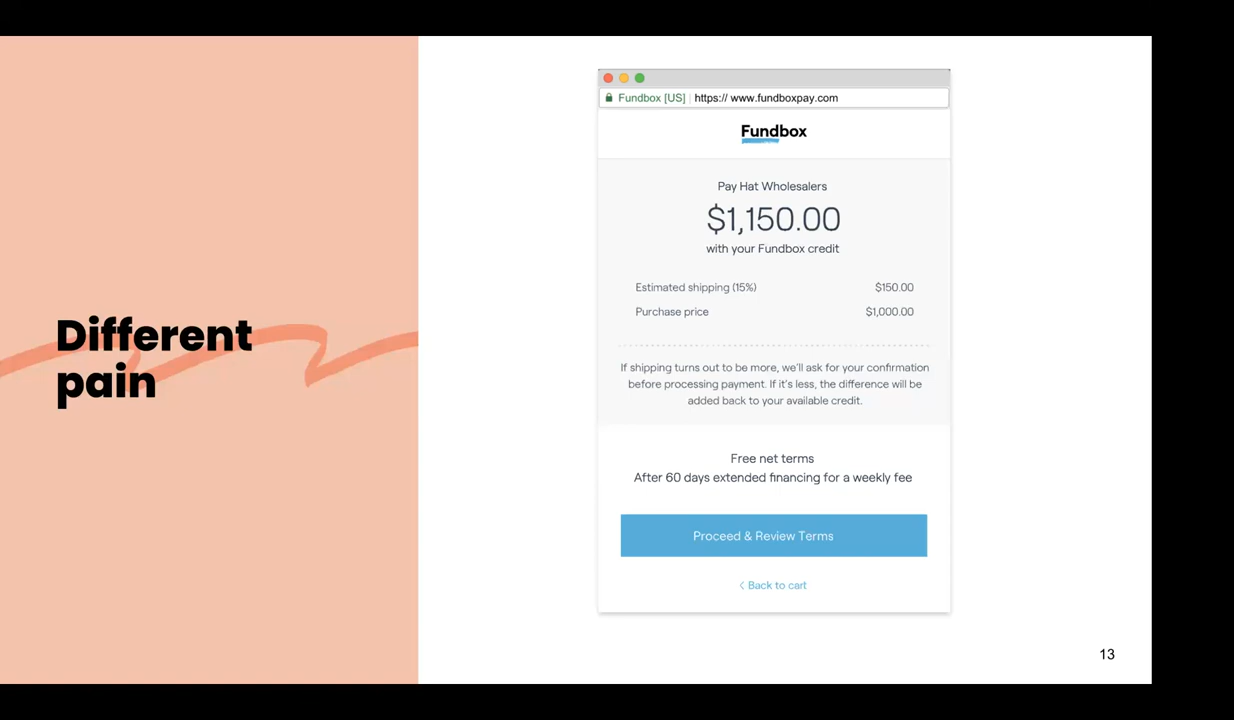 Different
pain
Fundbox [US] | https:// www.fundboxpay.com
Fundbox
Pay Hat Wholesalers
$1,150.00
with your Fundbox credit
Estimated shipping (15%) $150.00
Purchase price $1,000.00
If shipping turns out to be more, we'll ask for your confirmation
before processing payment. If it's less, the difference will be
added back to your available credit.
Free net terms
After 60 days extended financing for a weekly fee
Proceed & Review Terms
< Back to cart
13